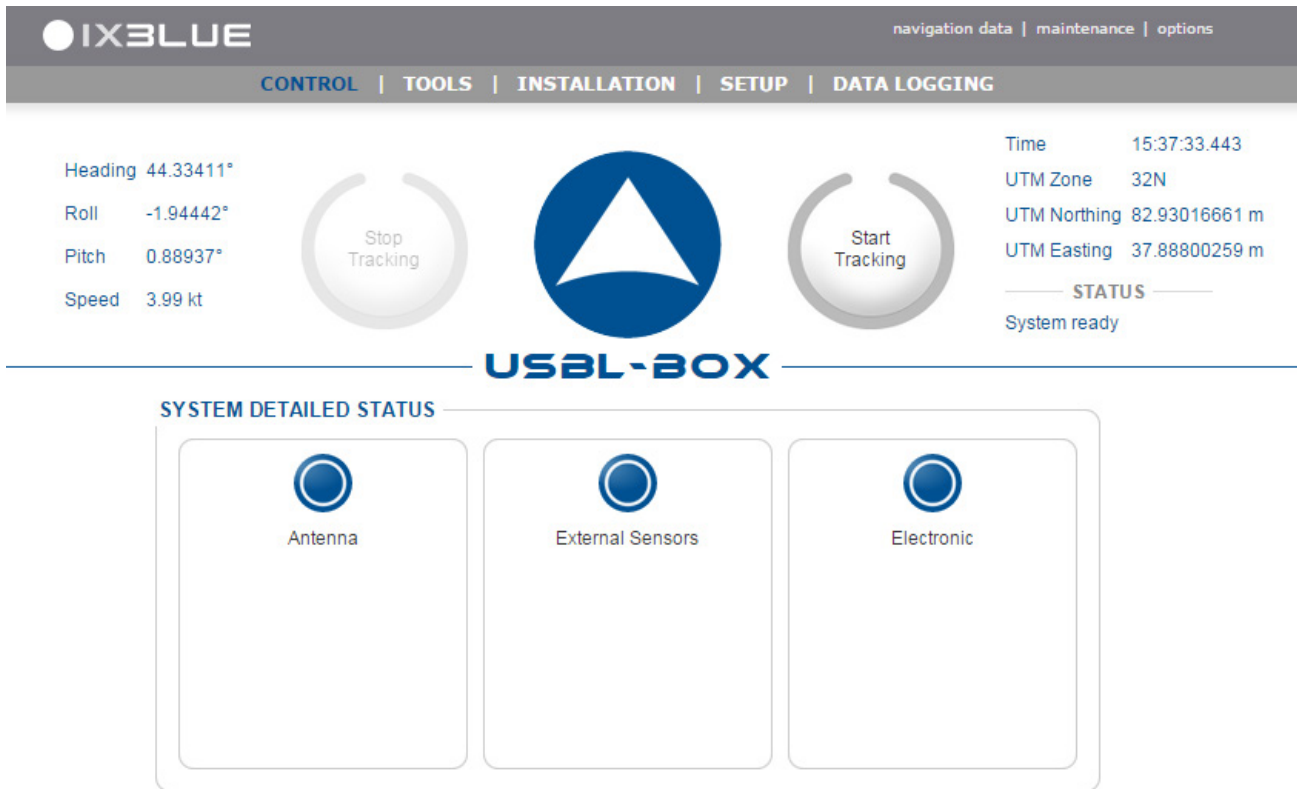 IXBLUE
navigation data | maintenance | options
CONTROL | TOOLS | INSTALLATION | SETUP | DATA LOGGING
Heading 44.33411°
Roll -1.94442°
Pitch 0.88937°
Speed 3.99 kt
Stop
Tracking
Start
Tracking
Time 15:37:33.443
UTM Zone 32N
UTM Northing 82.93016661 m
UTM Easting 37.88800259 m
STATUS
System ready
USBL-BOX
SYSTEM DETAILED STATUS
Antenna
External Sensors
Electronic